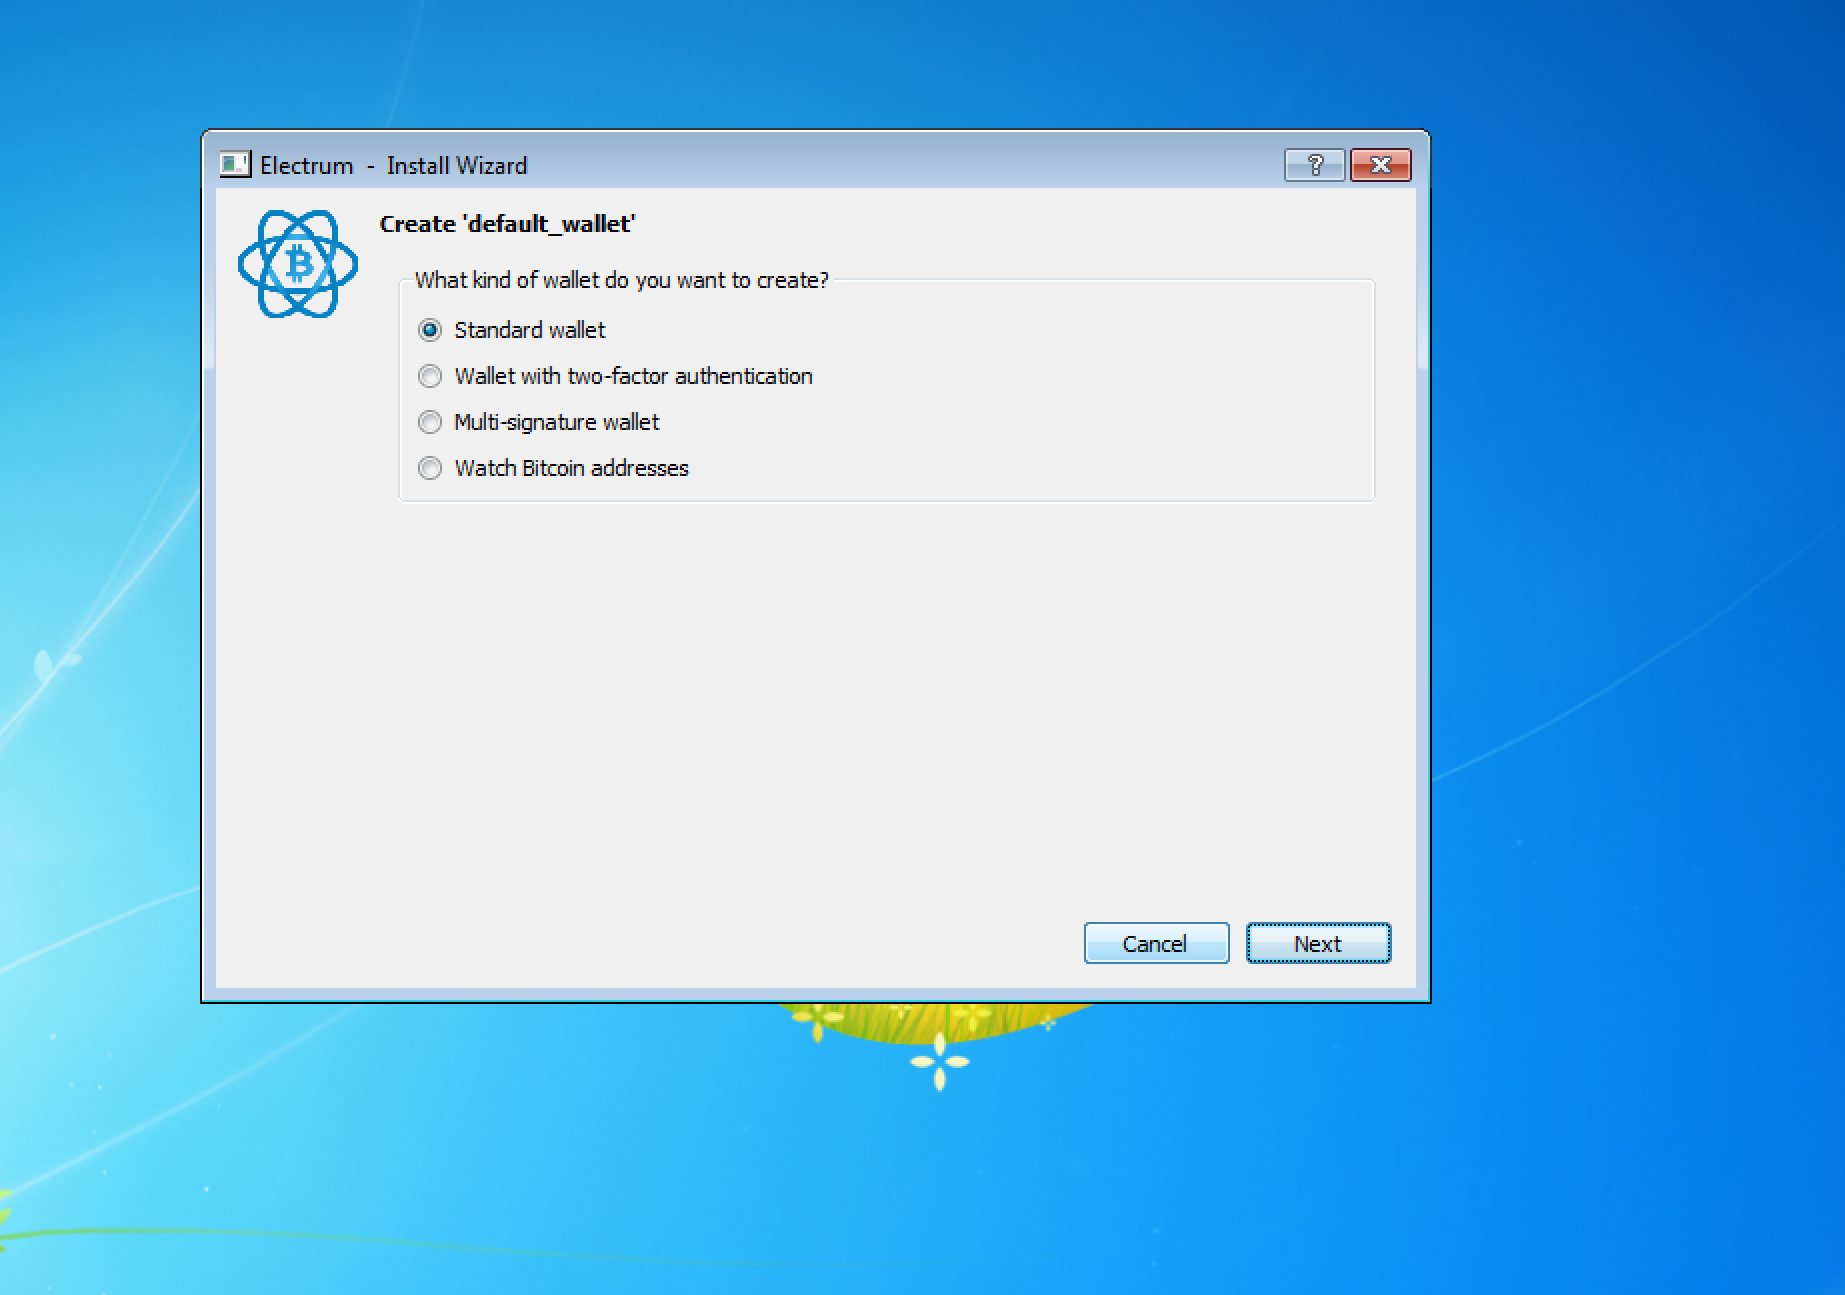 Electrum - Install Wizard
Create 'default_wallet'
What kind of wallet do you want to create?
Standard wallet
Wallet with two-factor authentication
Multi-signature wallet
Watch Bitcoin addresses
Cancel Next